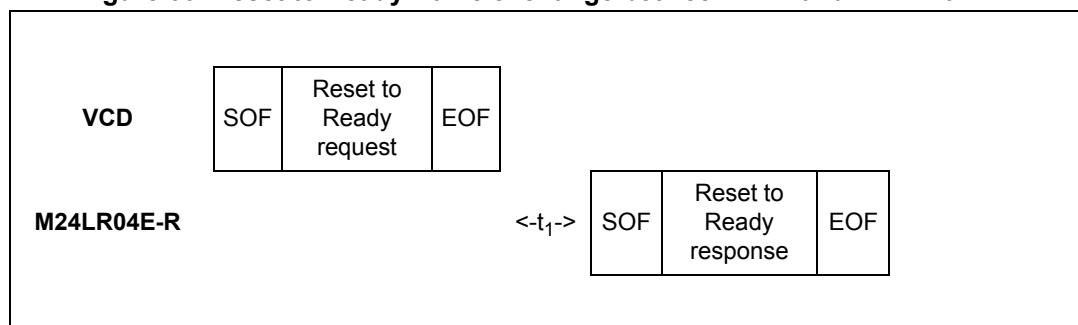 VCD
SOF
Reset to
Ready
request
EOF
M24LR04E-R
<-t1->
SOF
Reset to
Ready
response
EOF